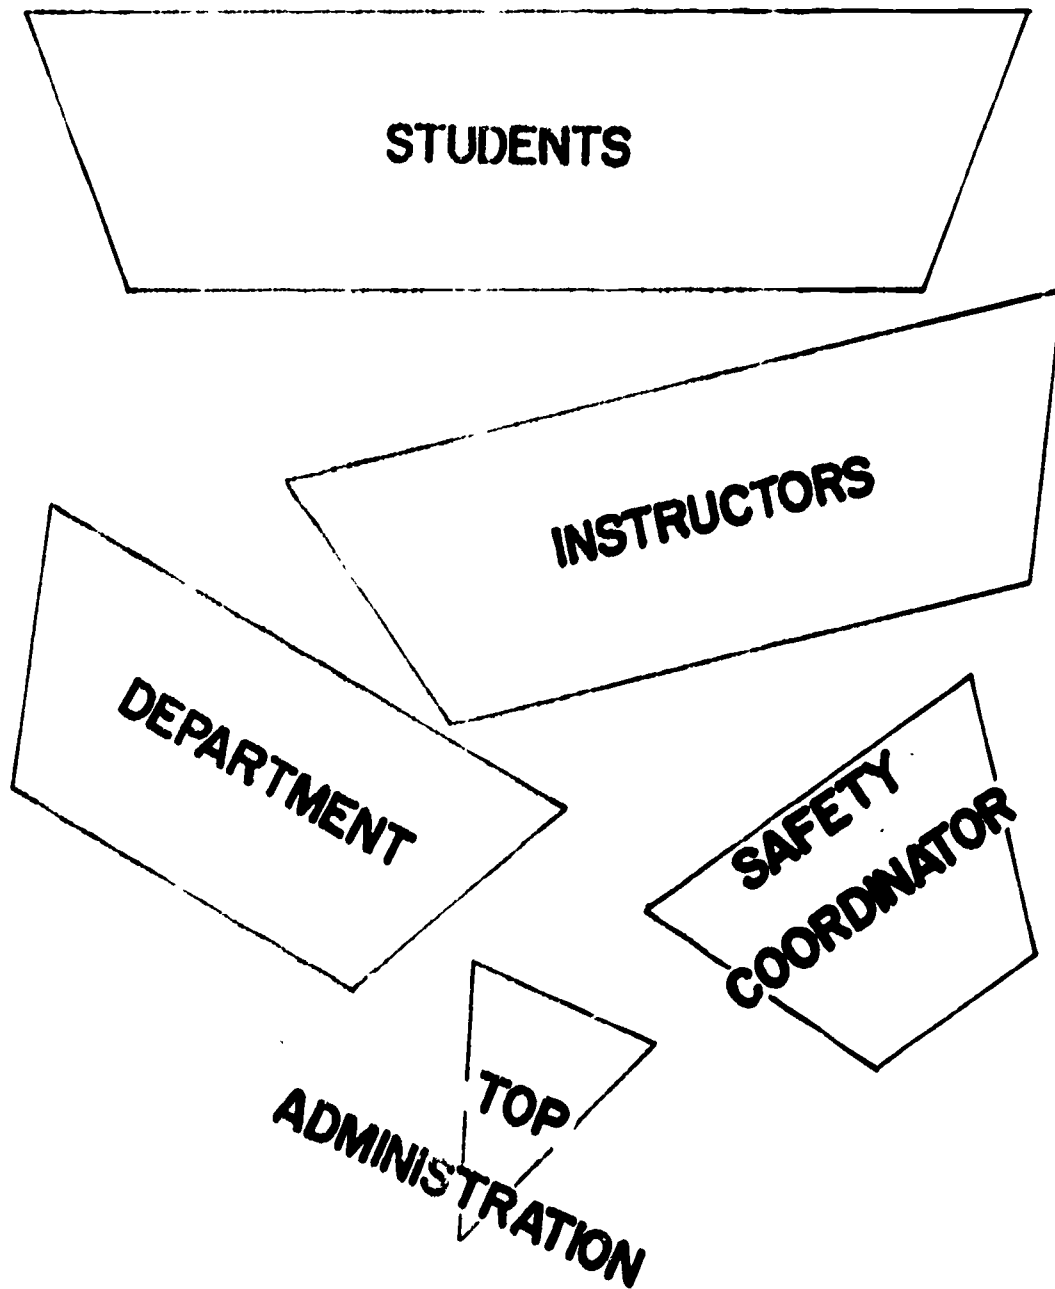 STUDENTS
INSTRUCTORS
DEPARTMENT
SAFETY
COORDINATOR
TOP
ADMINISTRATION